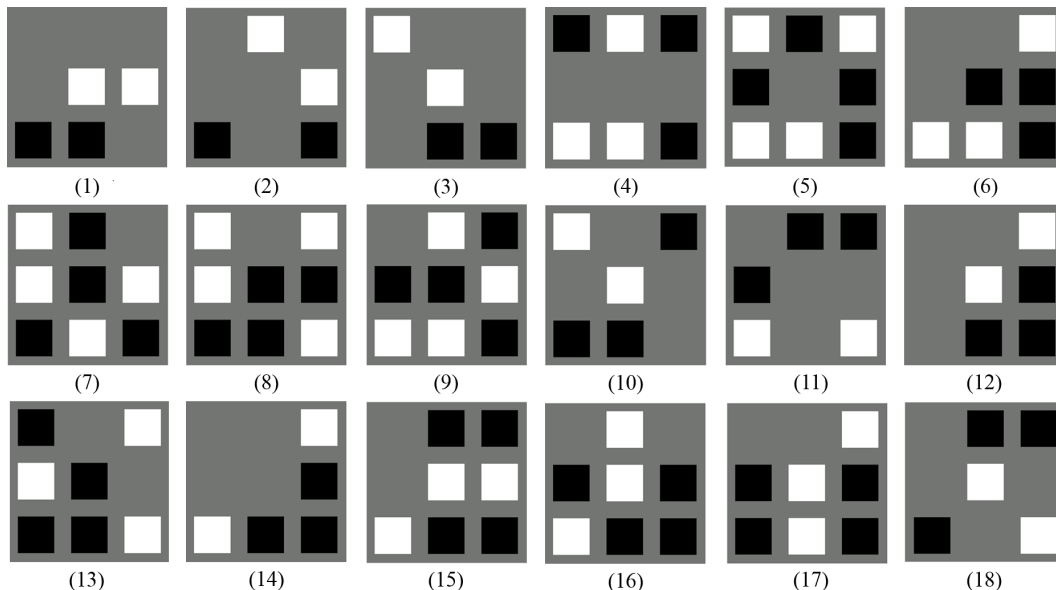 (1) (2) (3) (4) (5) (6)
(7) (8) (9) (10) (11) (12)
(13) (14) (15) (16) (17) (18)